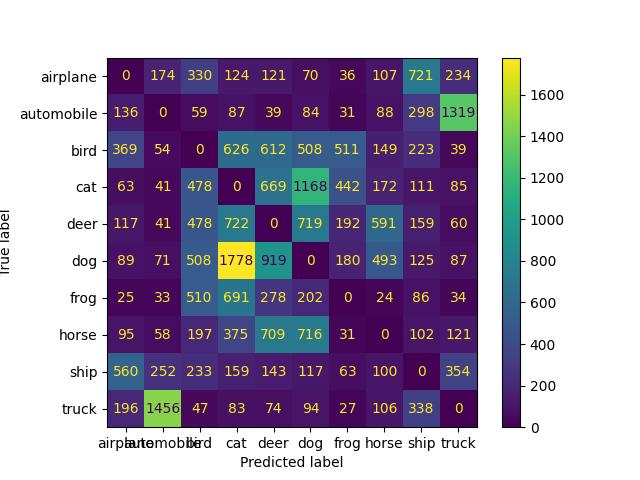 airplane 0 174 330 124 121 70 36 107 721 234
automobile 136 0 59 87 39 84 31 88 298 1319
bird 369 54 0 626 612 508 511 149 223 39
cat 63 41 478 0 669 1168 442 172 111 85
deer 117 41 478 722 0 719 192 591 159 60
dog 89 71 508 1778 919 0 180 493 125 87
frog 25 33 510 691 278 202 0 24 86 34
horse 95 58 197 375 709 716 31 0 102 121
ship 560 252 233 159 143 117 63 100 0 354
truck 196 1456 47 83 74 94 27 106 338 0
airplane automobile bird cat deer dog frog horse ship truck
Predicted label
True label
1600
1400
1200
1000
800
600
400
200
0